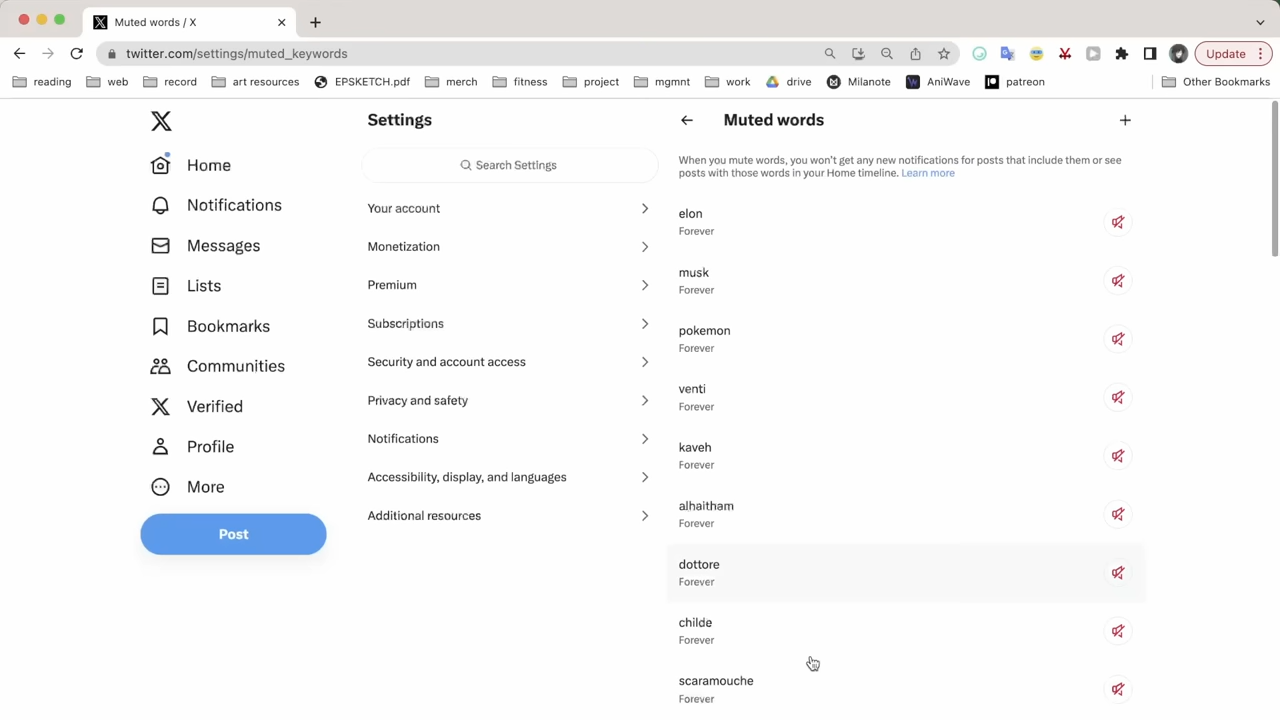 Muted words / X
twitter.com/settings/muted_keywords
Update
reading
web
record
art resources
EPSKETCH.pdf
merch
fitness
project
mgmnt
work
drive
Milanote
AniWave
patreon
Other Bookmarks
Home
Notifications
Messages
Lists
Bookmarks
Communities
Verified
Profile
More
Post
Settings
Search Settings
Your account
Monetization
Premium
Subscriptions
Security and account access
Privacy and safety
Notifications
Accessibility, display, and languages
Additional resources
Muted words
When you mute words, you won't get any new notifications for posts that include them or see
posts with those words in your Home timeline. Learn more
elon
Forever
musk
Forever
pokemon
Forever
venti
Forever
kaveh
Forever
alhaitham
Forever
dottore
Forever
childe
Forever
scaramouche
Forever